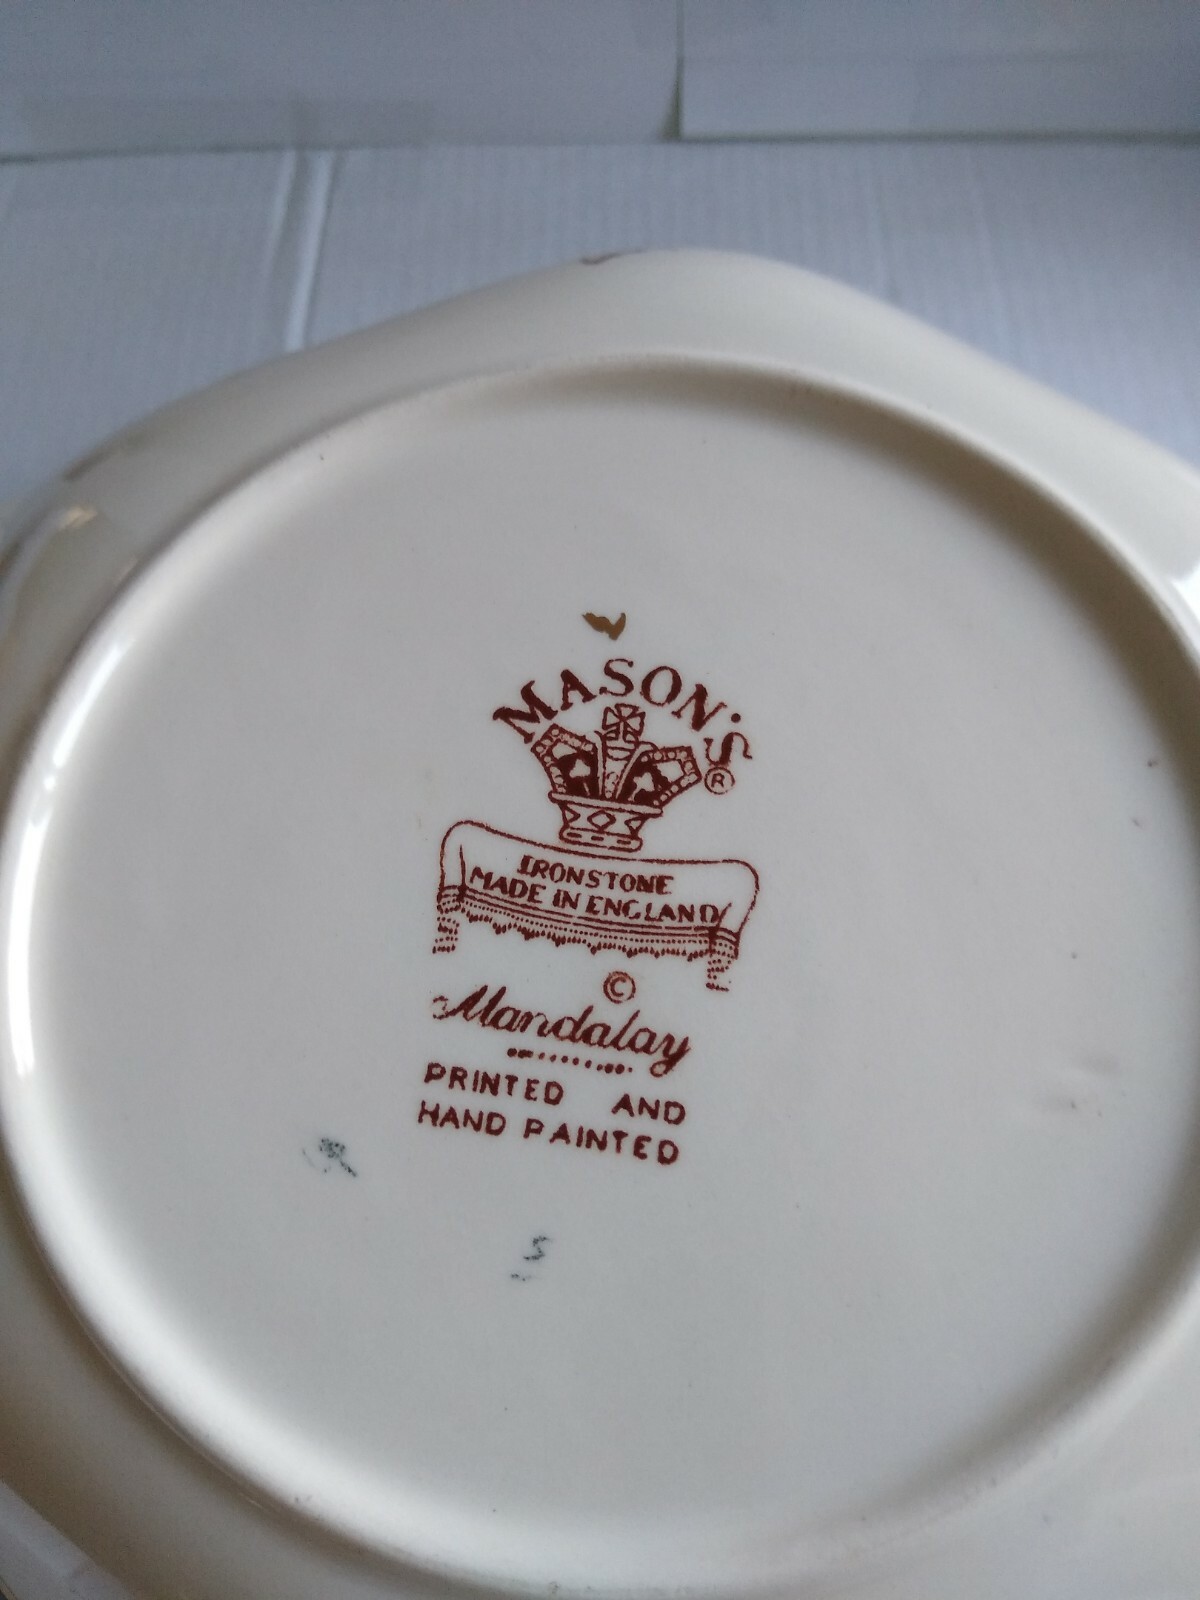 MASON'S
®
IRONSTONE
MADE IN ENGLAND
©
Mandalay
PRINTED AND
HAND PAINTED
S